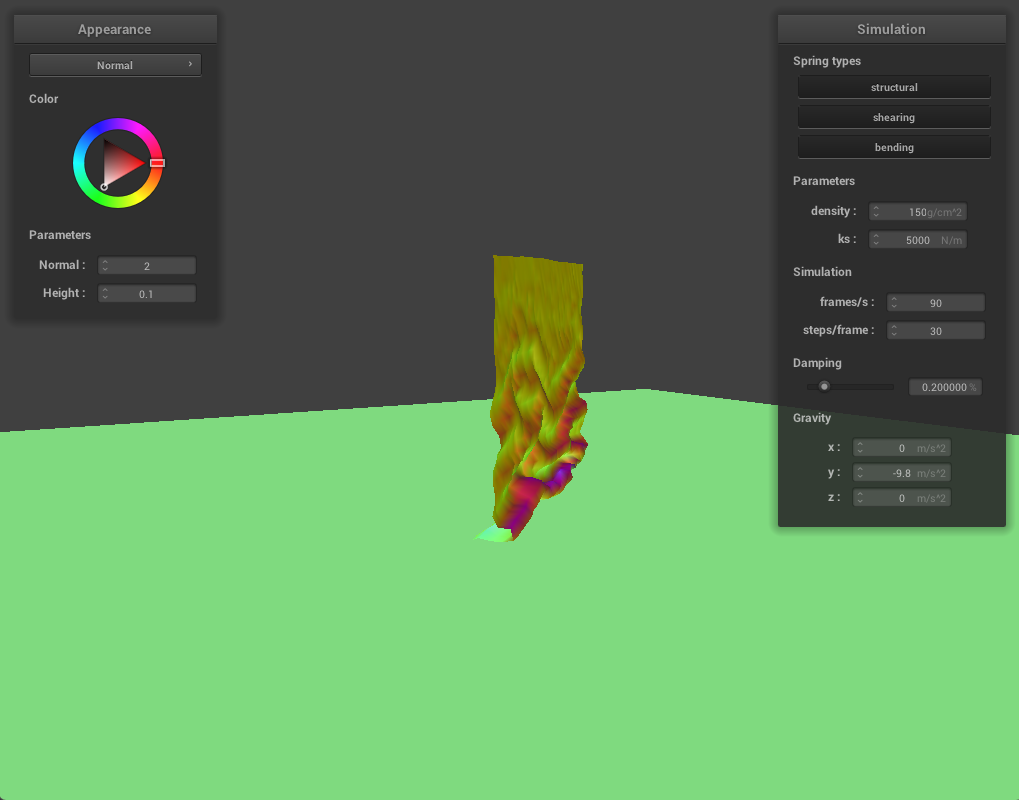 Appearance
Normal ›
Color
Parameters
Normal : 2
Height : 0.1
Simulation
Spring types
structural
shearing
bending
Parameters
density : 150 g/cm^2
ks : 5000 N/m
Simulation
frames/s : 90
steps/frame : 30
Damping
0.200000 %
Gravity
x : 0 m/s^2
y : -9.8 m/s^2
z : 0 m/s^2